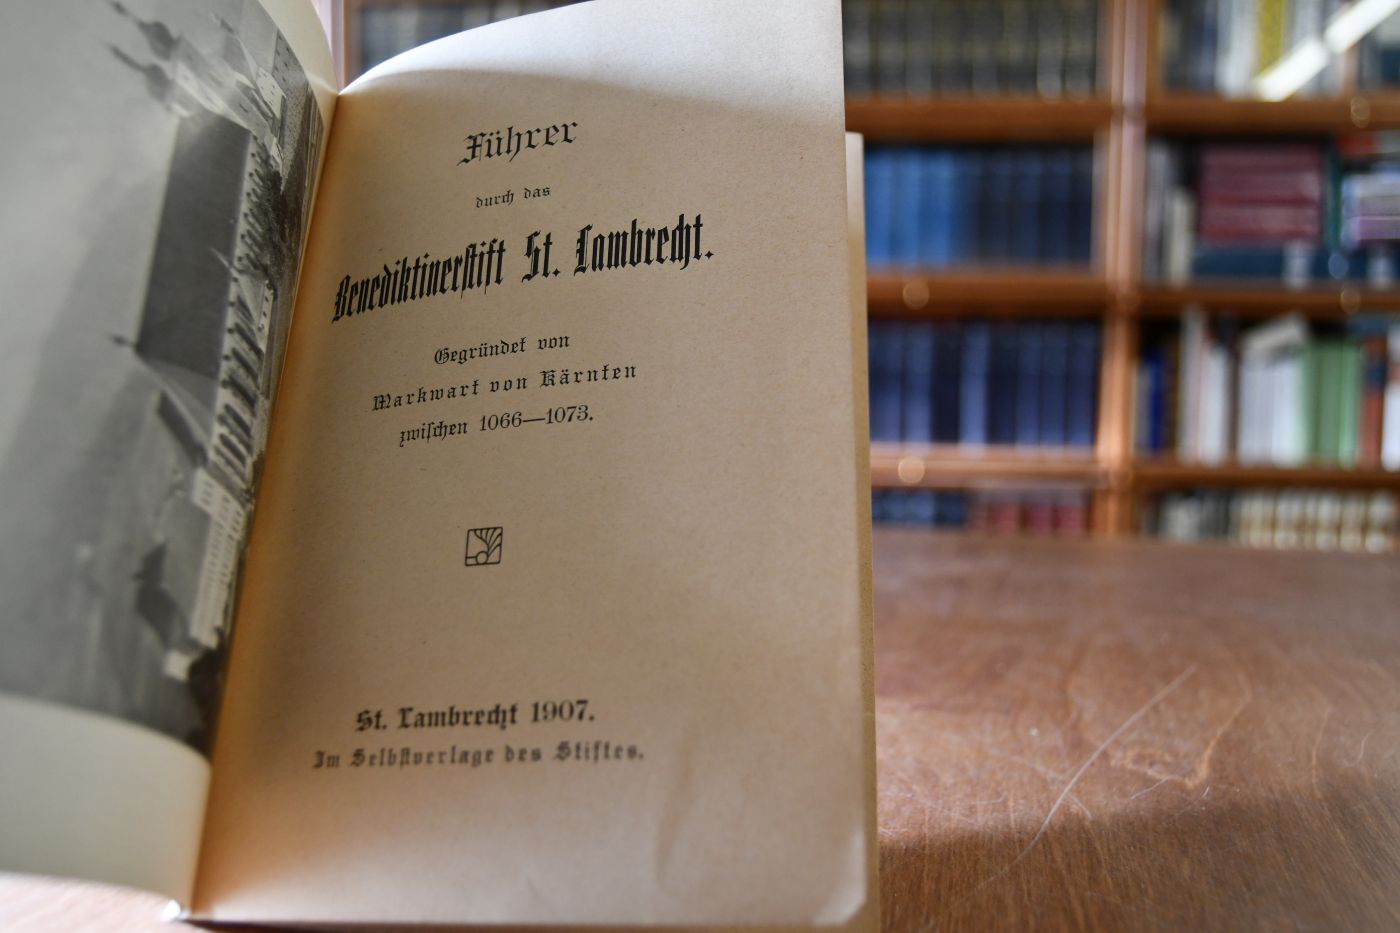 Führer
durch das
Benediktinerstift St. Lambrecht.
Gegründet von
Markwart von Kärnten
zwiſchen 1066—1073.
St. Lambrecht 1907.
Im Selbſtverlage des Stiftes.